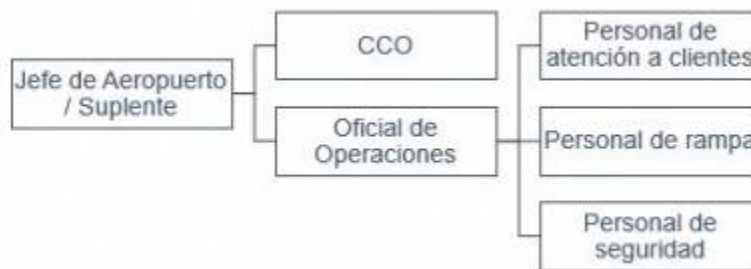 Jefe de Aeropuerto
/ Suplente
CCO
Oficial de
Operaciones
Personal de
atención a clientes
Personal de rampa
Personal de
seguridad